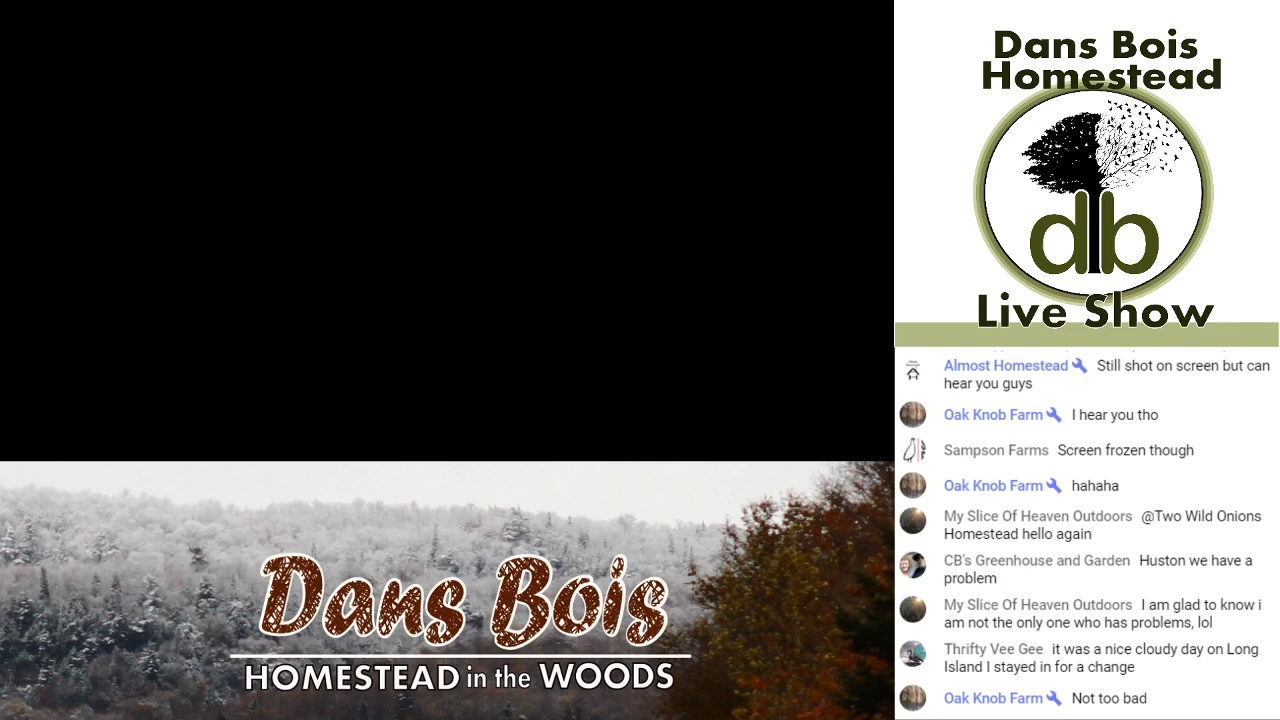 Dans Bois
Homestead
db
Live Show
Almost Homestead Still shot on screen but can
hear you guys
Oak Knob Farm I hear you tho
Sampson Farms Screen frozen though
Oak Knob Farm hahaha
My Slice Of Heaven Outdoors @Two Wild Onions
Homestead hello again
CB's Greenhouse and Garden Huston we have a
problem
My Slice Of Heaven Outdoors I am glad to know i
am not the only one who has problems, lol
Thrifty Vee Gee it was a nice cloudy day on Long
Island I stayed in for a change
Oak Knob Farm Not too bad
Dans Bois
HOMESTEAD in the WOODS